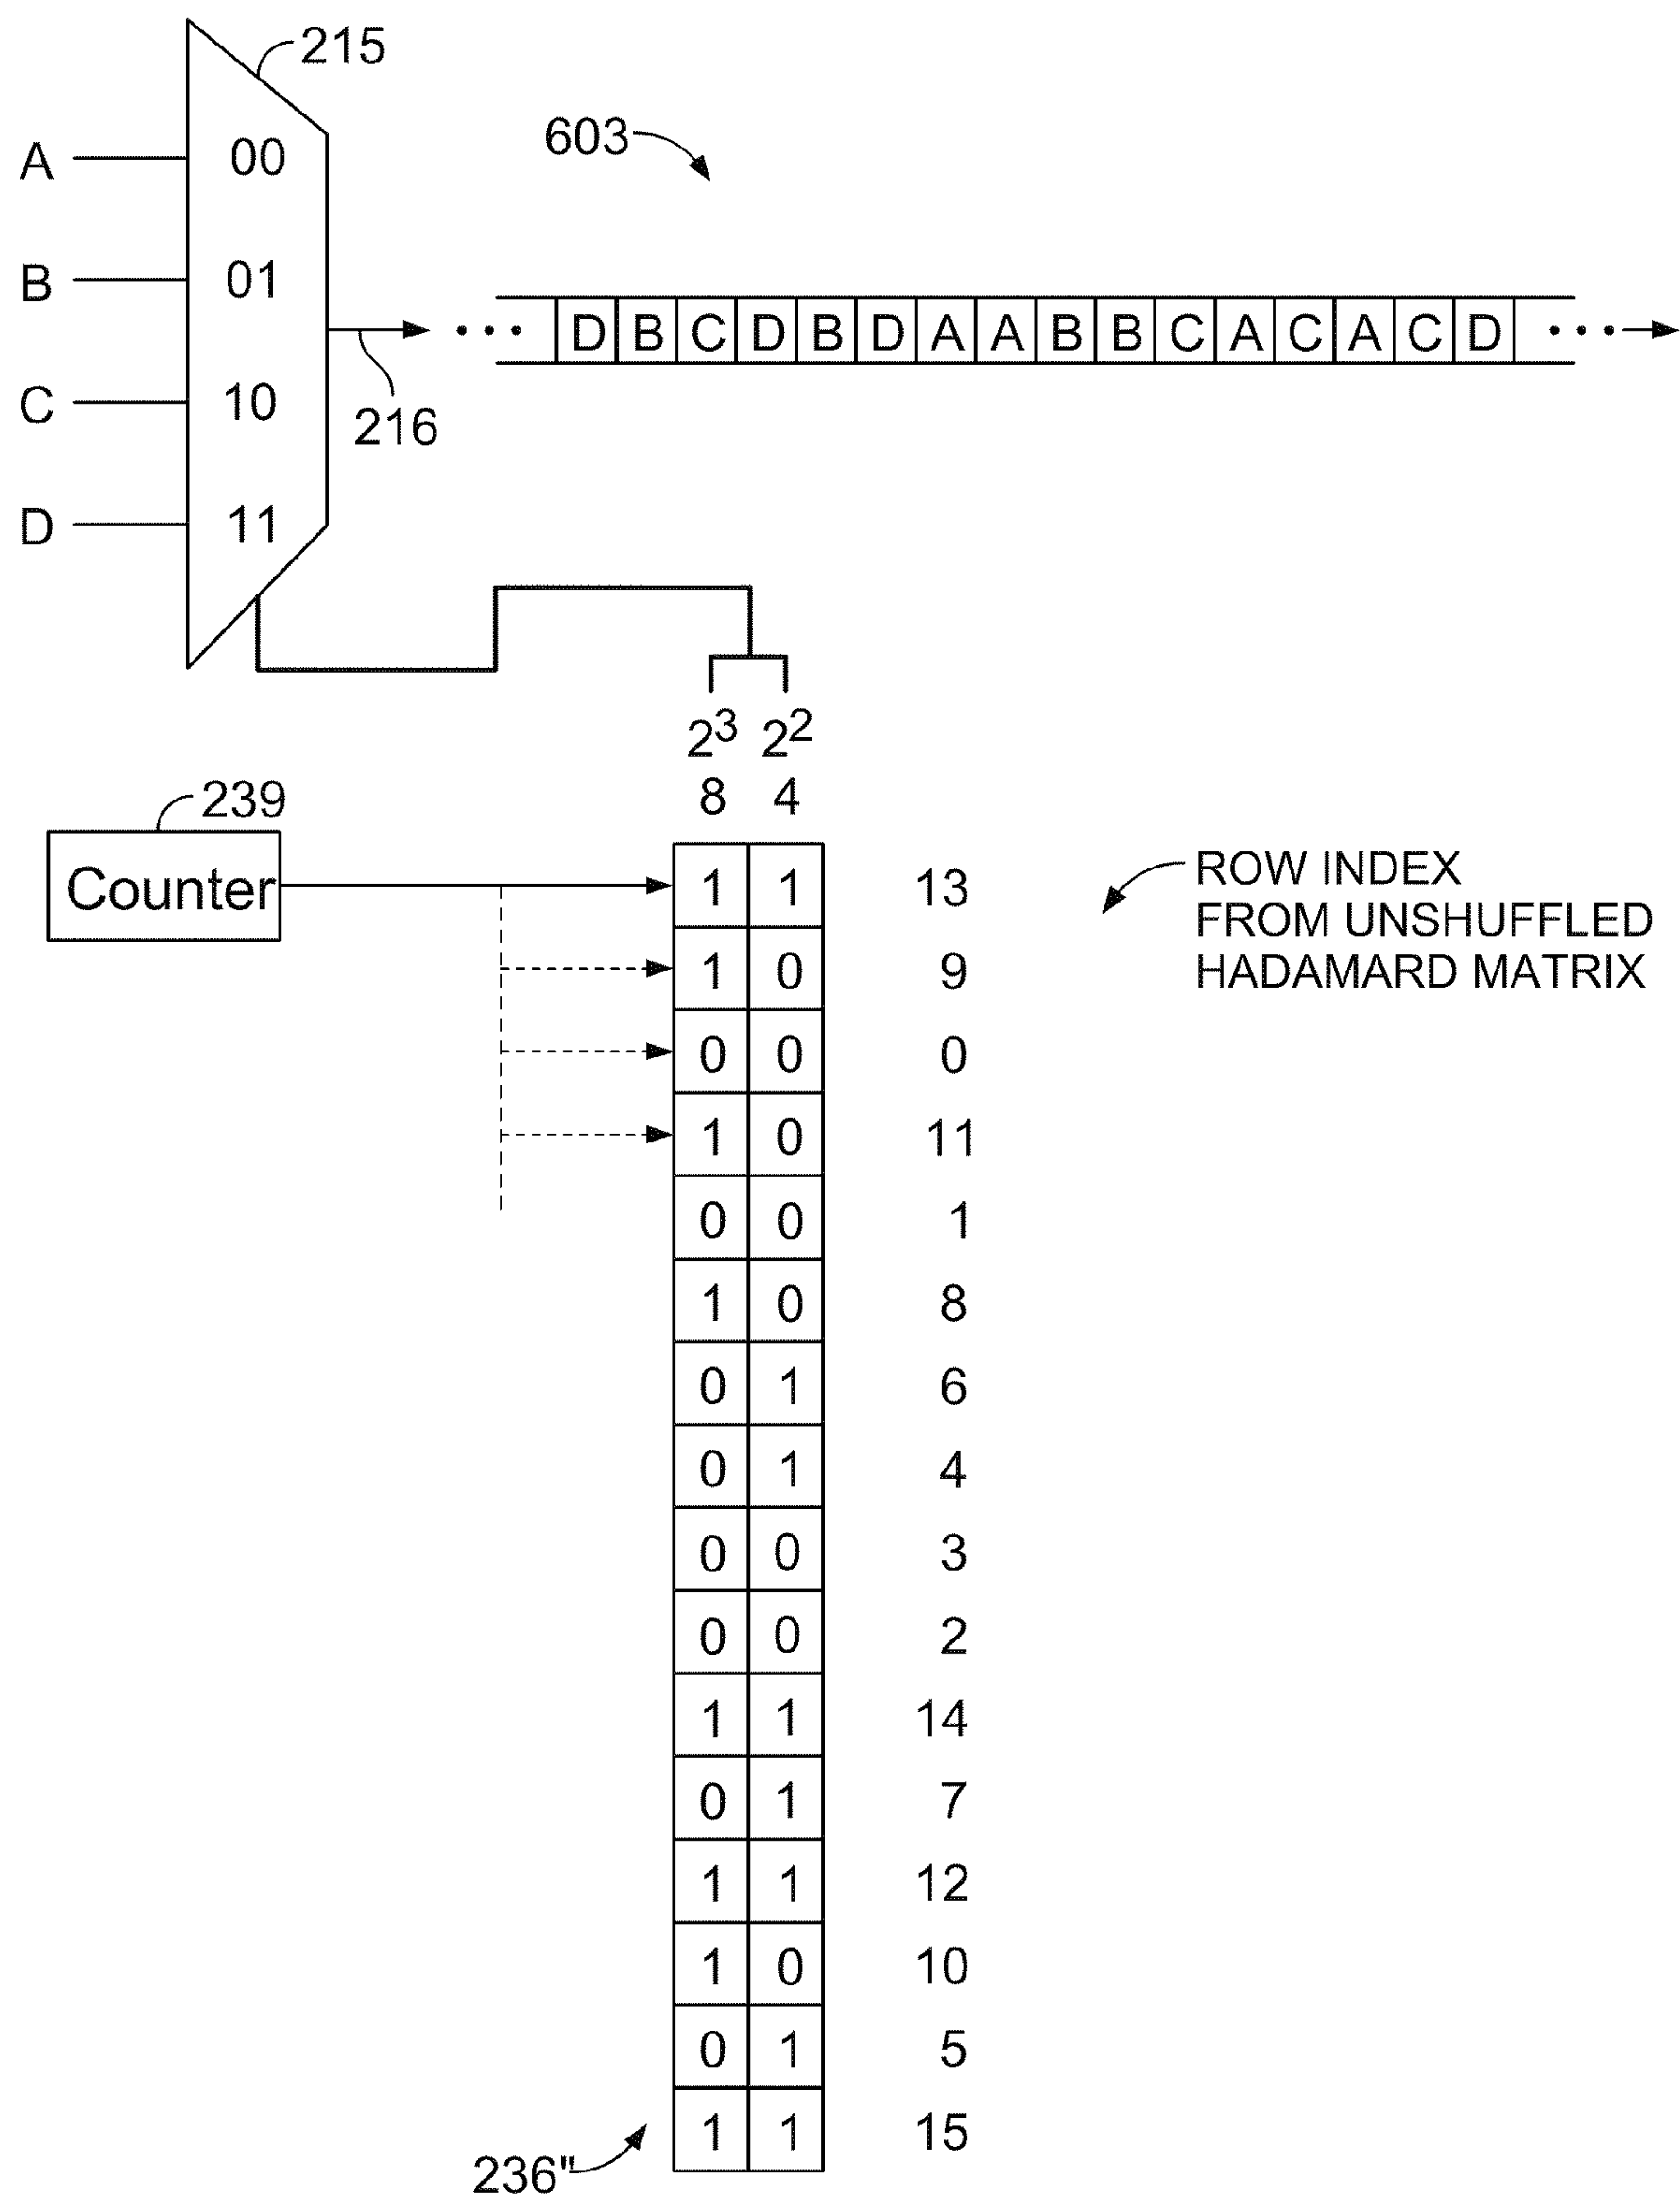 215
A 00
603
B 01
... D B C D B D A A B B C A C A C D ...
C 10
216
D 11
2³ 2²
8 4
239
Counter
1 1 13
ROW INDEX
FROM UNSHUFFLED
HADAMARD MATRIX
1 0 9
0 0 0
1 0 11
0 0 1
1 0 8
0 1 6
0 1 4
0 0 3
0 0 2
1 1 14
0 1 7
1 1 12
1 0 10
0 1 5
1 1 15
236"